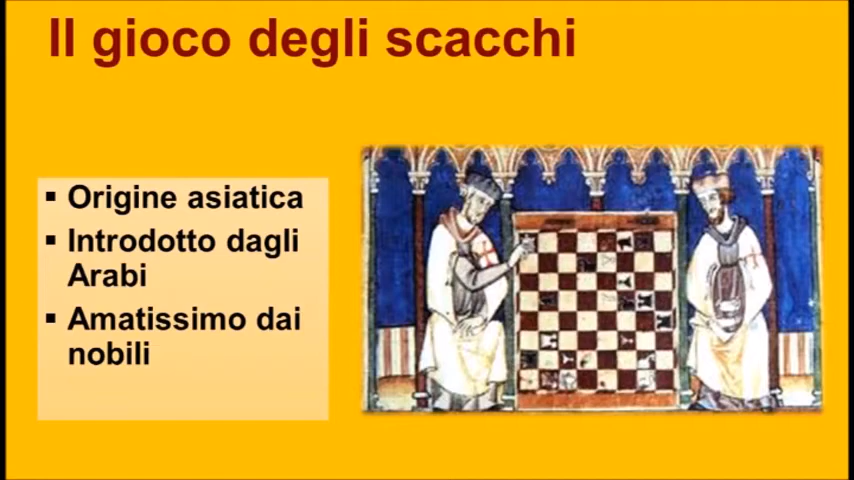 Il gioco degli scacchi
▪ Origine asiatica
▪ Introdotto dagli
Arabi
▪ Amatissimo dai
nobili